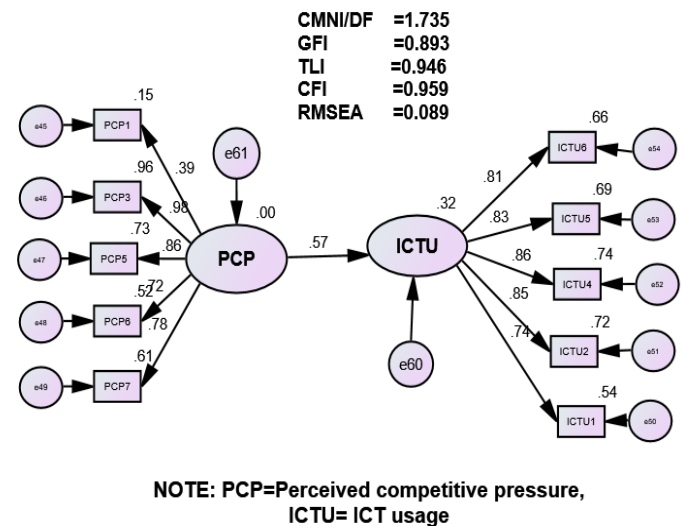 CMNI/DF =1.735
GFI =0.893
TLI =0.946
CFI =0.959
RMSEA =0.089
.15
e45 PCP1
.39
e61
.66
ICTU6 e54
.81
.96
e46 PCP3
.98
.00
.32
.69
.83
ICTU5 e53
.73
e47 PCP5
.86
PCP
.57
ICTU
.86
.74
ICTU4 e52
.52
.72
e48 PCP6
.78
.85
.72
ICTU2 e51
.74
.61
e49 PCP7
e60
.54
ICTU1 e50
NOTE: PCP=Perceived competitive pressure,
ICTU= ICT usage